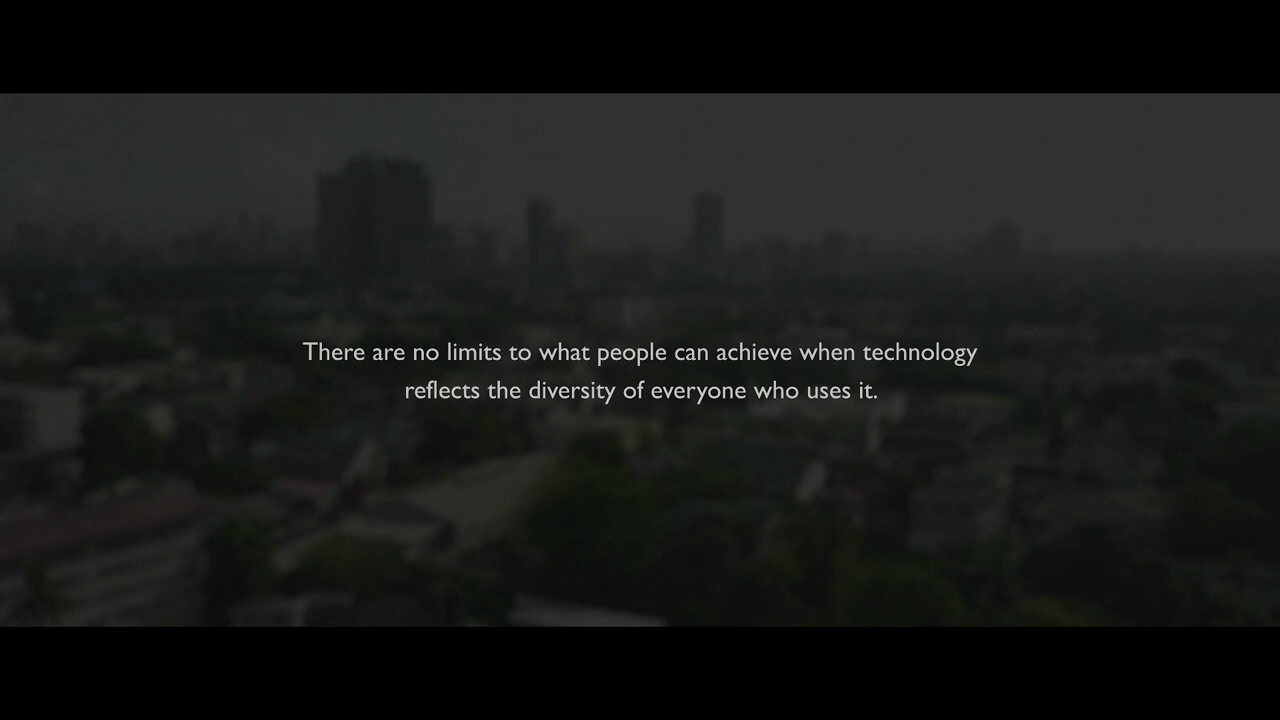 There are no limits to what people can achieve when technology
reflects the diversity of everyone who uses it.